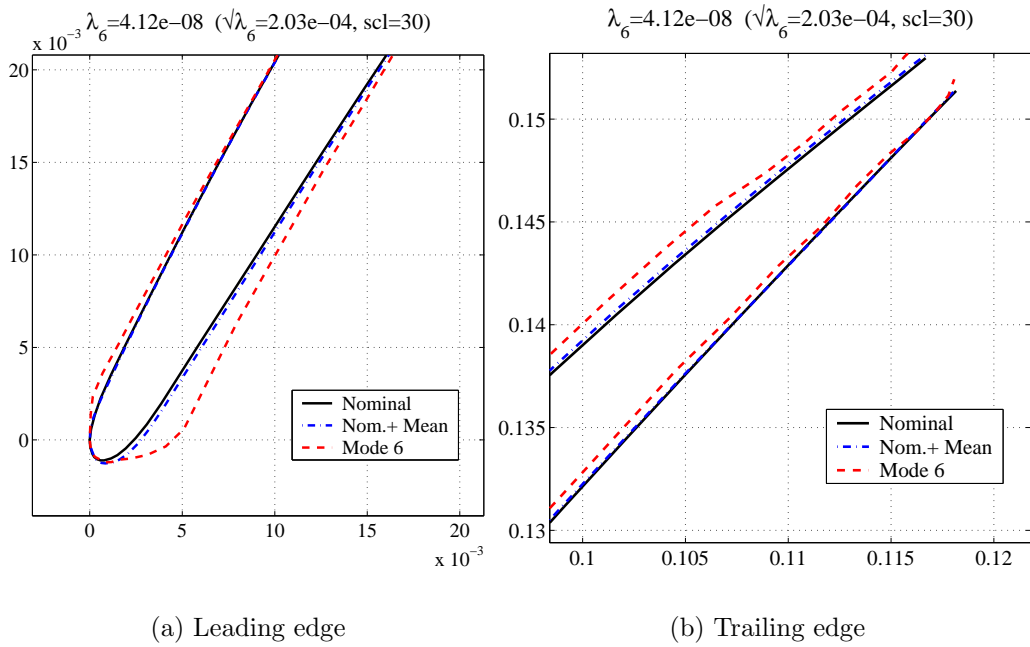 λ6=4.12e−08 (√λ6=2.03e−04, scl=30)
x 10−3
20
15
10
5
0
0 5 10 15 20
x 10−3
Nominal
Nom.+ Mean
Mode 6
(a) Leading edge
λ6=4.12e−08 (√λ6=2.03e−04, scl=30)
0.15
0.145
0.14
0.135
0.13
0.1 0.105 0.11 0.115 0.12
Nominal
Nom.+ Mean
Mode 6
(b) Trailing edge